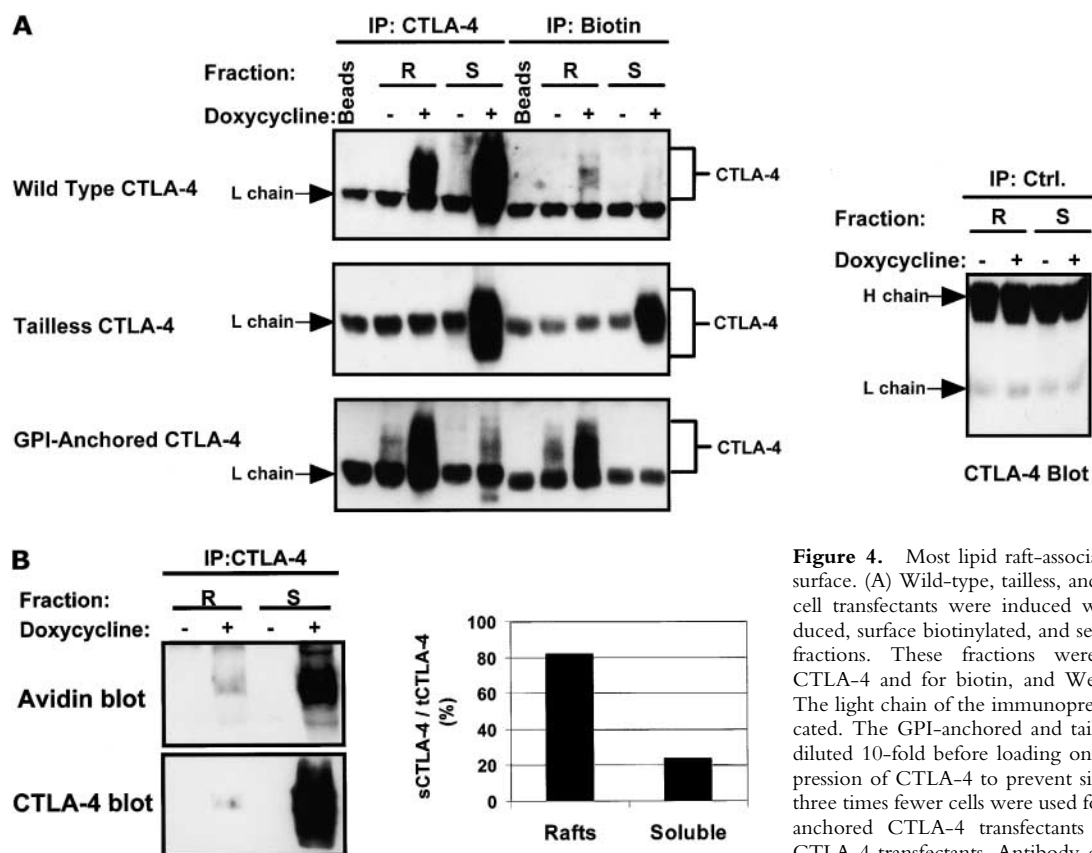 A
IP: CTLA-4 IP: Biotin
Fraction: Beads R S Beads R S
Doxycycline: - + - + - + - +
Wild Type CTLA-4 L chain CTLA-4
Tailless CTLA-4 L chain CTLA-4
GPI-Anchored CTLA-4 L chain CTLA-4
IP: Ctrl.
Fraction: R S
Doxycycline: - + - +
H chain
L chain
CTLA-4 Blot
B
IP:CTLA-4
Fraction: R S
Doxycycline: - + - +
Avidin blot
CTLA-4 blot
sCTLA-4 / tCTLA-4
(%)
100
80
60
40
20
0
Rafts Soluble
Figure 4. Most lipid raft-associa
surface. (A) Wild-type, tailless, and
cell transfectants were induced w
duced, surface biotinylated, and se
fractions. These fractions were
CTLA-4 and for biotin, and We
The light chain of the immunopre
cated. The GPI-anchored and tai
diluted 10-fold before loading on
pression of CTLA-4 to prevent si
three times fewer cells were used fo
anchored CTLA-4 transfectants